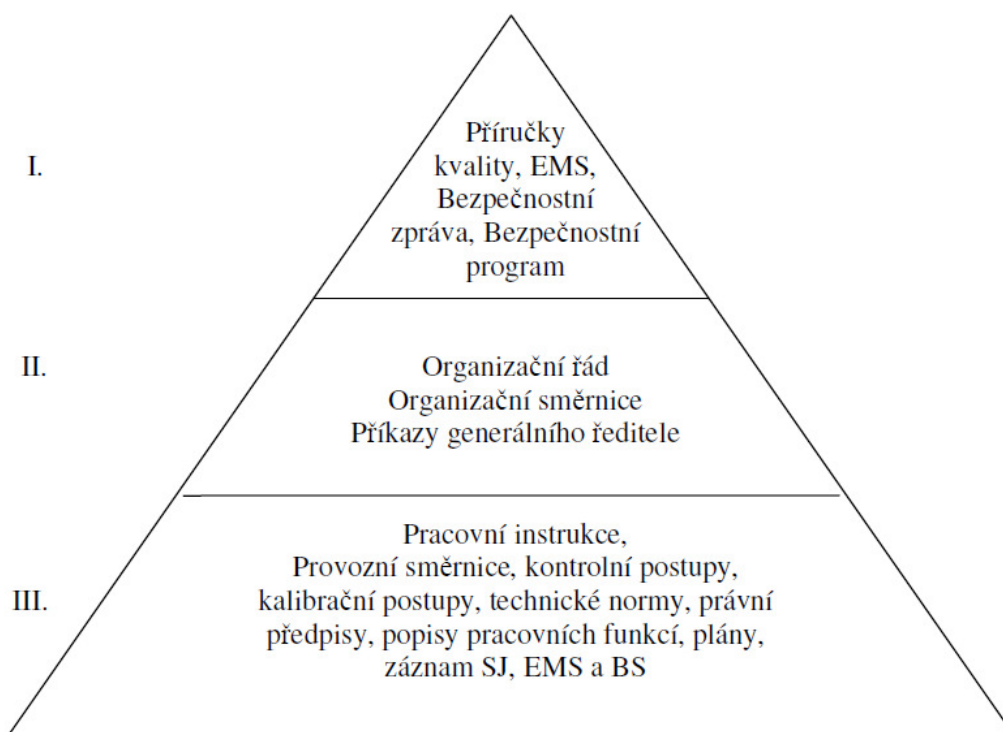 I.
Příručky
kvality, EMS,
Bezpečnostní
zpráva, Bezpečnostní
program
II.
Organizační řád
Organizační směrnice
Příkazy generálního ředitele
III.
Pracovní instrukce,
Provozní směrnice, kontrolní postupy,
kalibrační postupy, technické normy, právní
předpisy, popisy pracovních funkcí, plány,
záznam SJ, EMS a BS